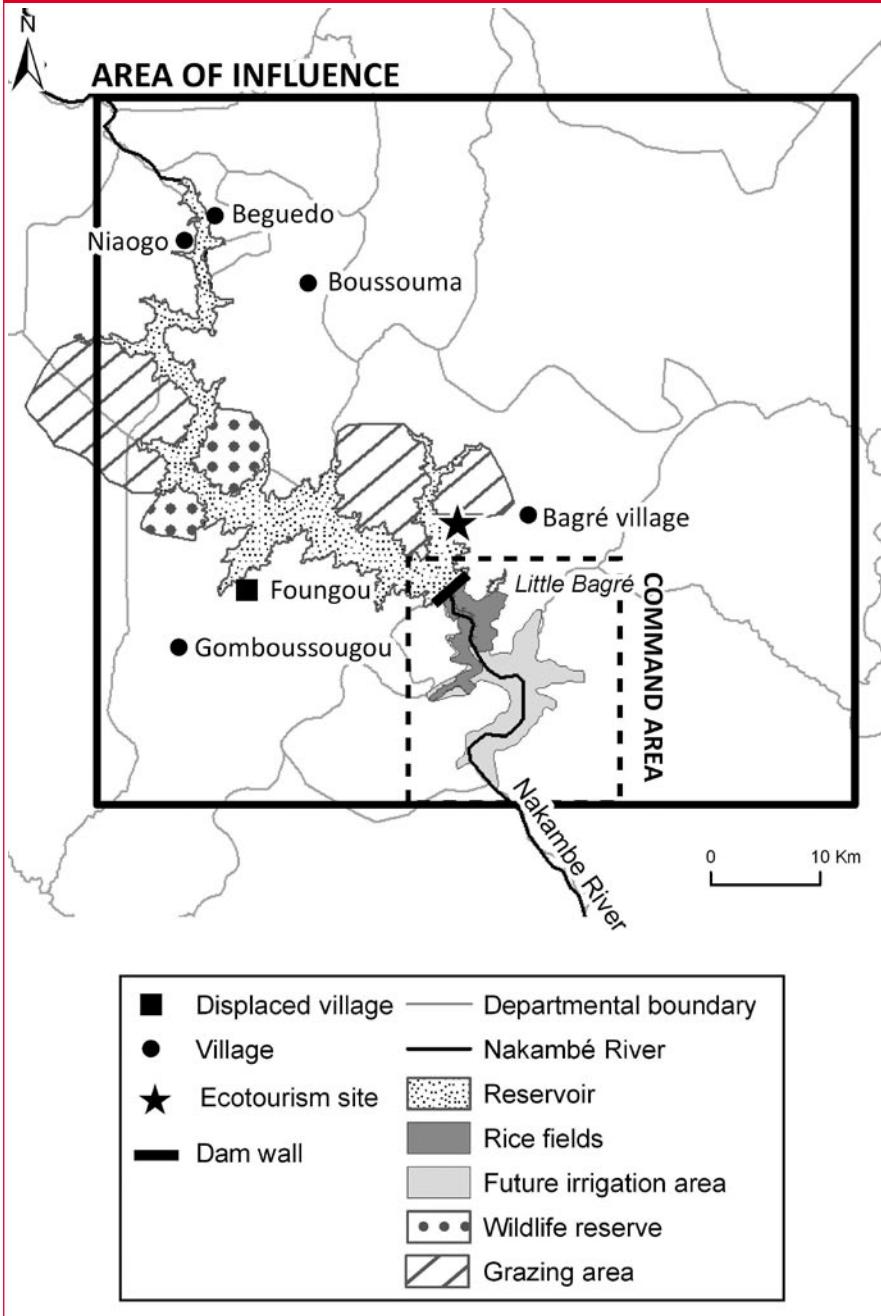 N
AREA OF INFLUENCE
Beguedo
Niaogo
Boussouma
Bagré village
Little Bagré
Foungou
COMMAND AREA
Gomboussougou
Nakambe River
0 10 Km
Displaced village
Village
Ecotourism site
Dam wall
Departmental boundary
Nakambé River
Reservoir
Rice fields
Future irrigation area
Wildlife reserve
Grazing area